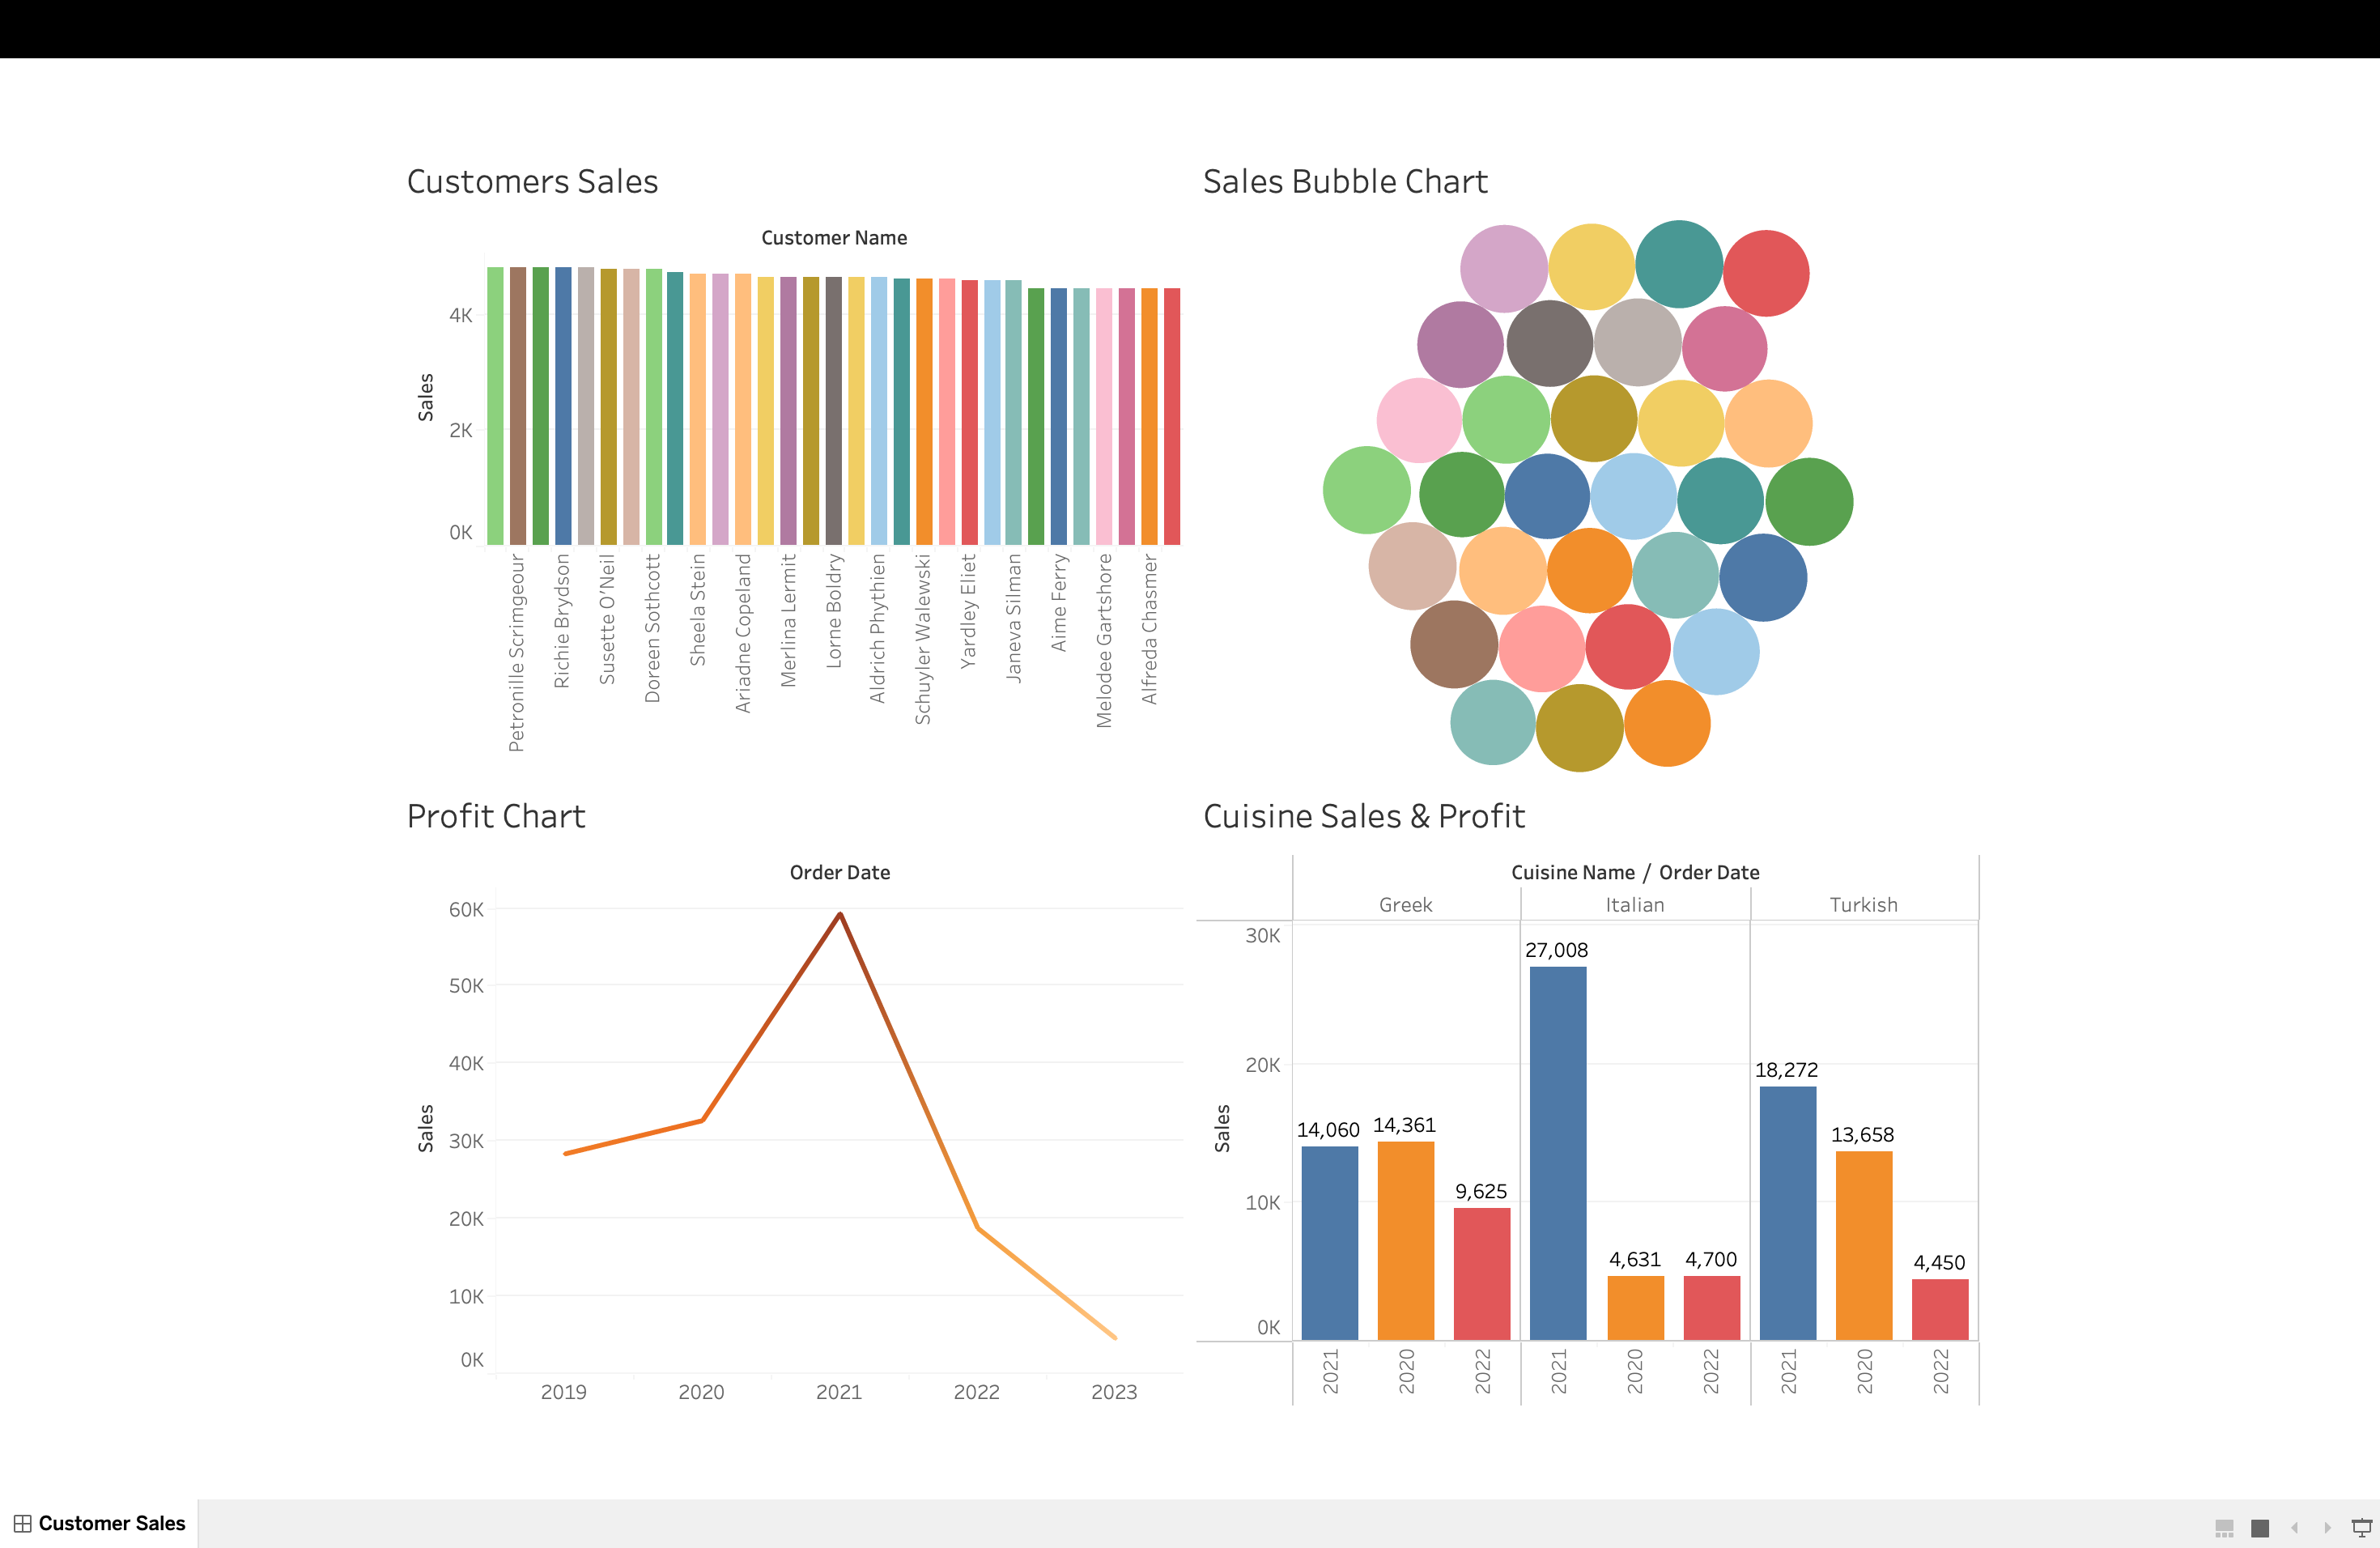 Customers Sales
Customer Name
Sales
4K
2K
0K
Petronille Scrimgeour
Richie Brydson
Susette O'Neil
Doreen Sothcott
Sheela Stein
Ariadne Copeland
Merlina Lermit
Lorne Boldry
Aldrich Phythien
Schuyler Walewski
Yardley Eliet
Janeva Silman
Aime Ferry
Melodee Gartshore
Alfreda Chasmer
Sales Bubble Chart
Profit Chart
Order Date
Sales
60K
50K
40K
30K
20K
10K
0K
2019 2020 2021 2022 2023
Cuisine Sales & Profit
Cuisine Name / Order Date
Greek Italian Turkish
Sales
30K
20K
10K
0K
14,060 14,361 9,625 27,008 4,631 4,700 18,272 13,658 4,450
2021 2020 2022 2021 2020 2022 2021 2020 2022
Customer Sales